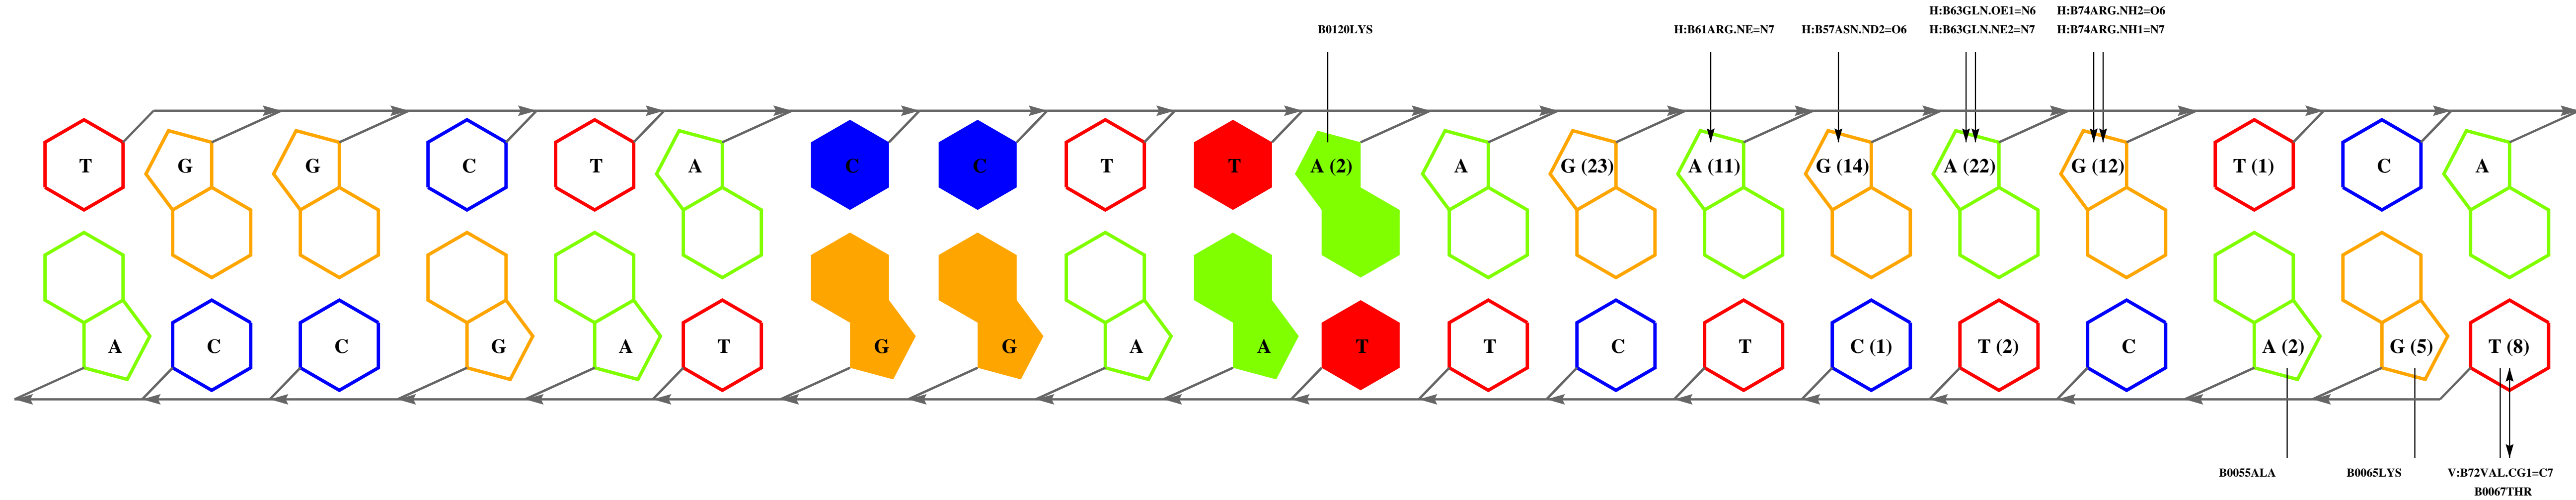 H:B63GLN.OE1=N6 H:B74ARG.NH2=O6
B0120LYS H:B61ARG.NE=N7 H:B57ASN.ND2=O6 H:B63GLN.NE2=N7 H:B74ARG.NH1=N7
T G G C T A C C T T A (2) A G (23) A (11) G (14) A (22) G (12) T (1) C A
A C C G A T G G A A T T C T C (1) T (2) C A (2) G (5) T (8)
B0055ALA B0065LYS V:B72VAL.CG1=C7
B0067THR